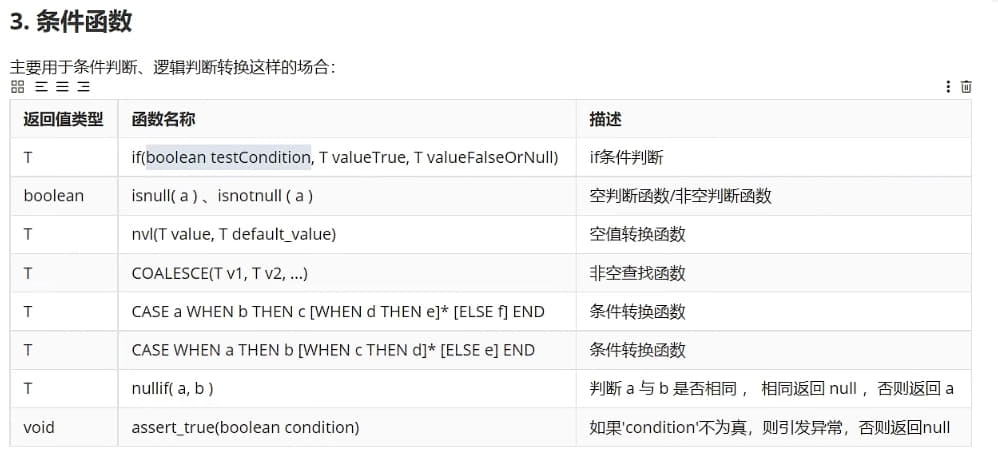 3. 条件函数
主要用于条件判断、逻辑判断转换这样的场合：
返回值类型 函数名称 描述
T if(boolean testCondition, T valueTrue, T valueFalseOrNull) if条件判断
boolean isnull( a ) 、isnotnull ( a ) 空判断函数/非空判断函数
T nvl(T value, T default_value) 空值转换函数
T COALESCE(T v1, T v2, ...) 非空查找函数
T CASE a WHEN b THEN c [WHEN d THEN e]* [ELSE f] END 条件转换函数
T CASE WHEN a THEN b [WHEN c THEN d]* [ELSE e] END 条件转换函数
T nullif( a, b ) 判断 a 与 b 是否相同 ， 相同返回 null ，否则返回 a
void assert_true(boolean condition) 如果'condition'不为真，则引发异常，否则返回null